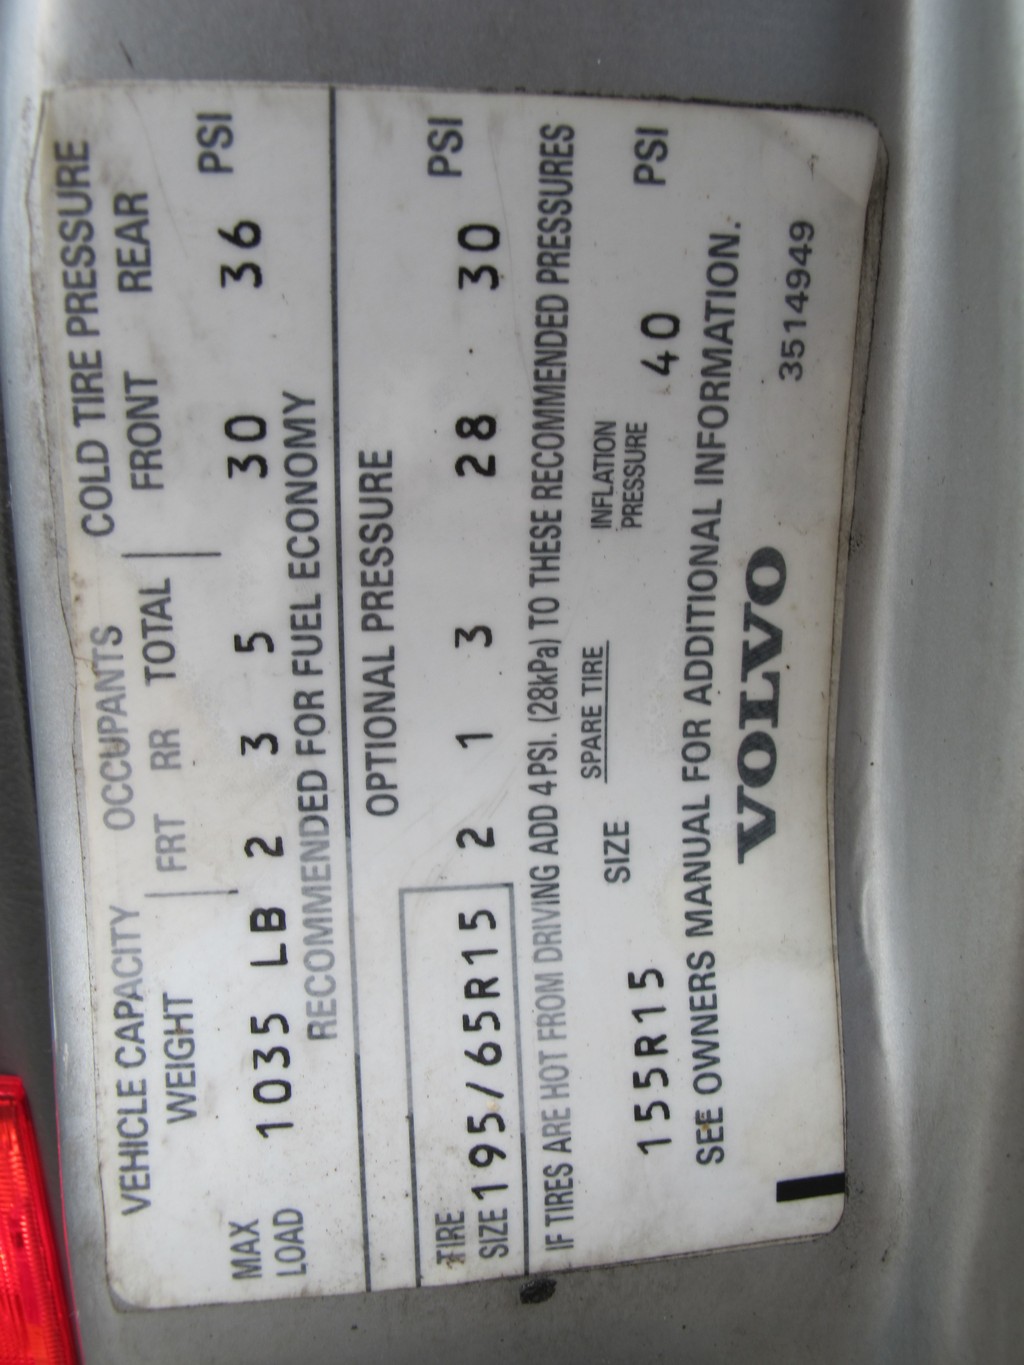 VEHICLE CAPACITY OCCUPANTS COLD TIRE PRESSURE
WEIGHT FRT RR TOTAL FRONT REAR
MAX LOAD 1035 LB 2 3 5 30 36 PSI
RECOMMENDED FOR FUEL ECONOMY
OPTIONAL PRESSURE
TIRE SIZE 195/65R15 2 1 3 28 30 PSI
IF TIRES ARE HOT FROM DRIVING ADD 4 PSI. (28kPa) TO THESE RECOMMENDED PRESSURES
SPARE TIRE
155R15 SIZE INFLATION PRESSURE 40 PSI
SEE OWNERS MANUAL FOR ADDITIONAL INFORMATION.
VOLVO 3514949